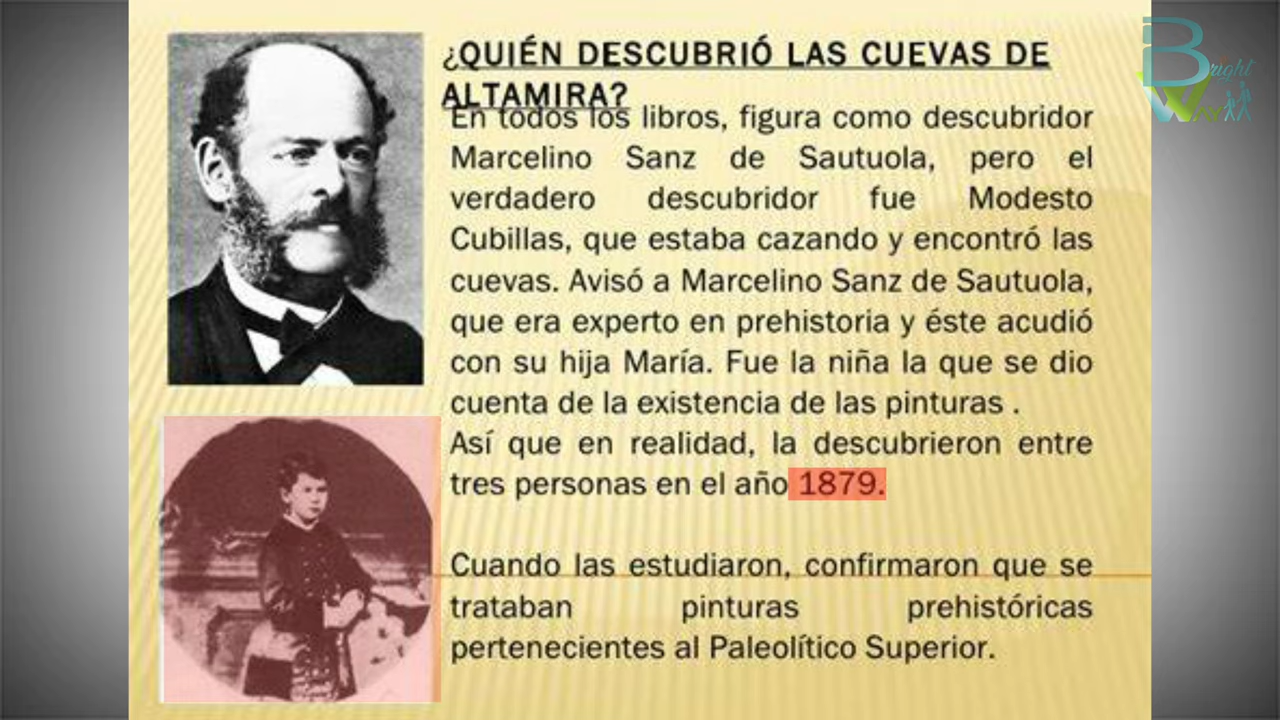 ¿QUIÉN DESCUBRIÓ LAS CUEVAS DE
ALTAMIRA?
En todos los libros, figura como descubridor
Marcelino Sanz de Sautuola, pero el
verdadero descubridor fue Modesto
Cubillas, que estaba cazando y encontró las
cuevas. Avisó a Marcelino Sanz de Sautuola,
que era experto en prehistoria y éste acudió
con su hija María. Fue la niña la que se dio
cuenta de la existencia de las pinturas .
Así que en realidad, la descubrieron entre
tres personas en el año 1879.
Cuando las estudiaron, confirmaron que se
trataban pinturas prehistóricas
pertenecientes al Paleolítico Superior.
Bright